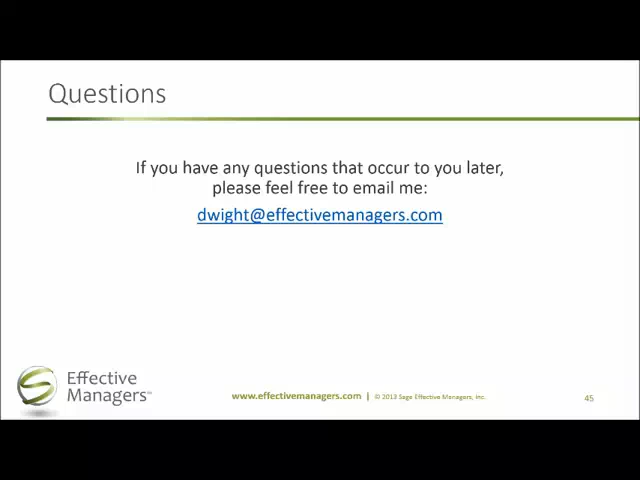 Questions
If you have any questions that occur to you later,
please feel free to email me:
dwight@effectivemanagers.com
Effective
Managers℠
www.effectivemanagers.com | © 2013 Sage Effective Managers, Inc.
45